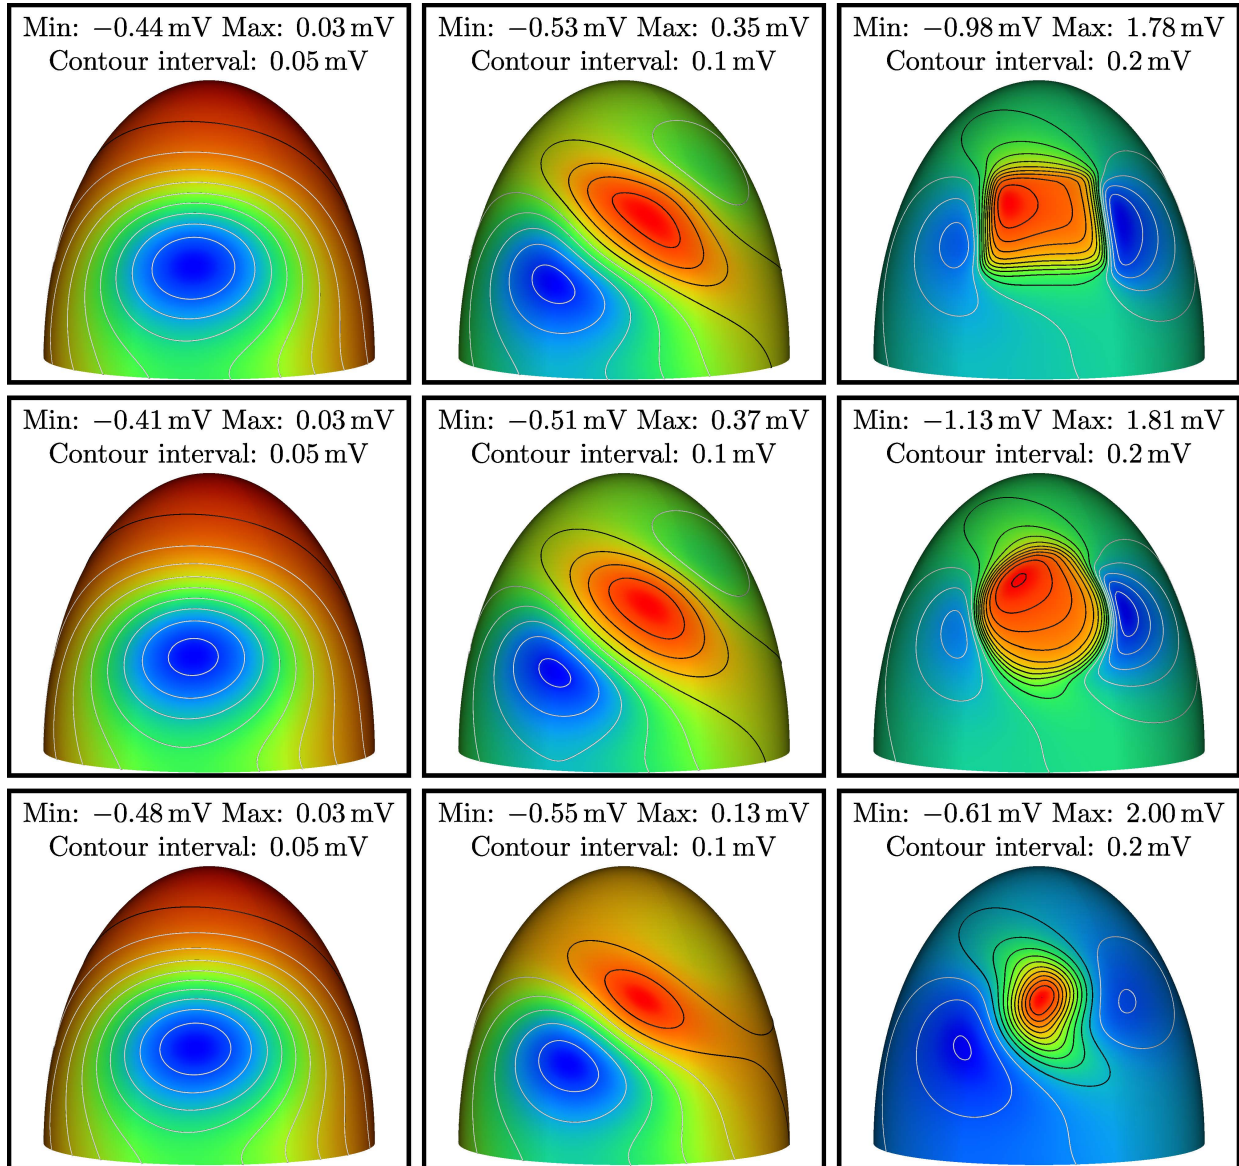 Min: −0.44 mV Max: 0.03 mV
Contour interval: 0.05 mV
Min: −0.53 mV Max: 0.35 mV
Contour interval: 0.1 mV
Min: −0.98 mV Max: 1.78 mV
Contour interval: 0.2 mV
Min: −0.41 mV Max: 0.03 mV
Contour interval: 0.05 mV
Min: −0.51 mV Max: 0.37 mV
Contour interval: 0.1 mV
Min: −1.13 mV Max: 1.81 mV
Contour interval: 0.2 mV
Min: −0.48 mV Max: 0.03 mV
Contour interval: 0.05 mV
Min: −0.55 mV Max: 0.13 mV
Contour interval: 0.1 mV
Min: −0.61 mV Max: 2.00 mV
Contour interval: 0.2 mV